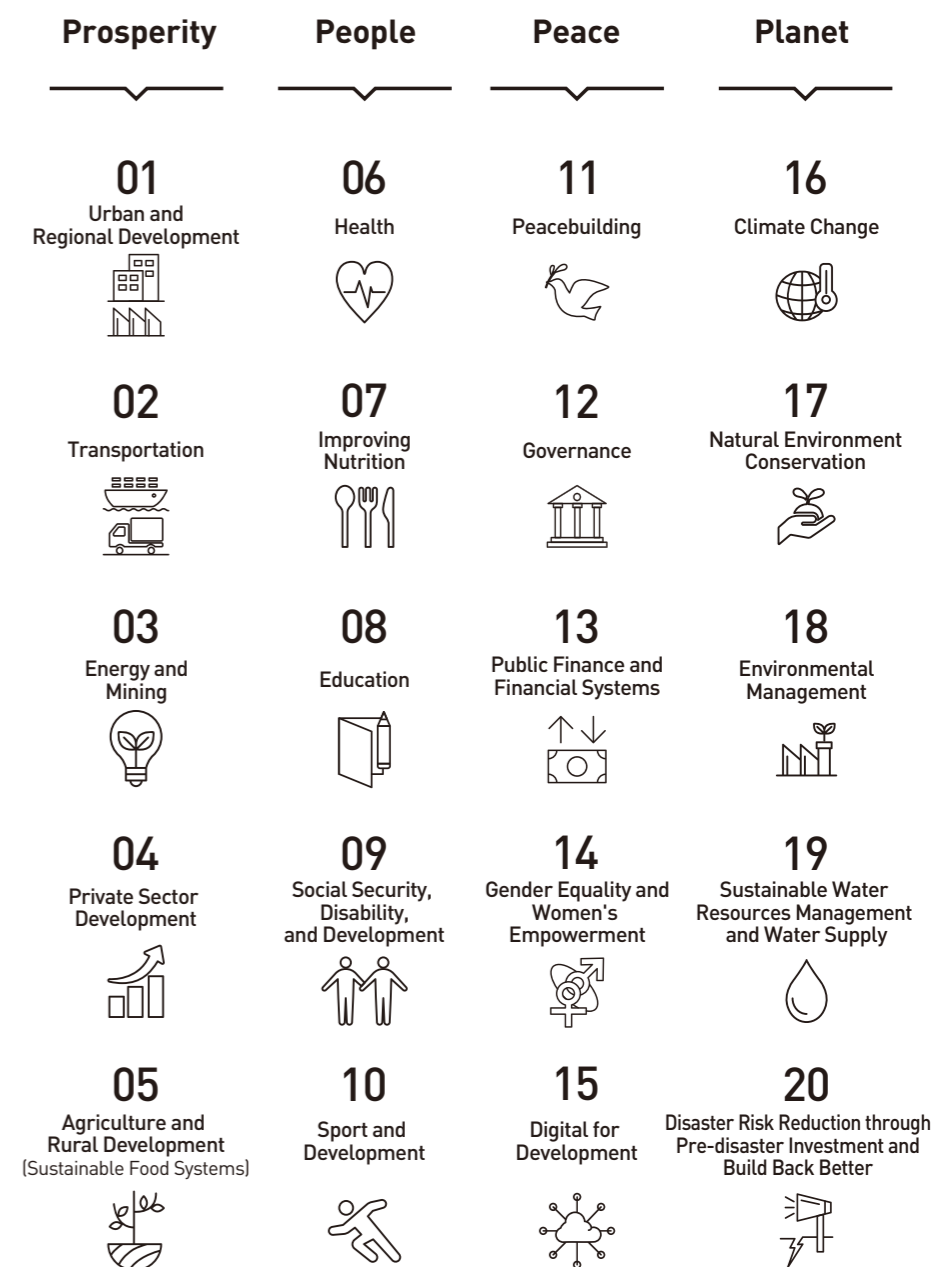 Prosperity
01
Urban and
Regional Development
02
Transportation
03
Energy and
Mining
04
Private Sector
Development
05
Agriculture and
Rural Development
(Sustainable Food Systems)
People
06
Health
07
Improving
Nutrition
08
Education
09
Social Security,
Disability,
and Development
10
Sport and
Development
Peace
11
Peacebuilding
12
Governance
13
Public Finance and
Financial Systems
14
Gender Equality and
Women's
Empowerment
15
Digital for
Development
Planet
16
Climate Change
17
Natural Environment
Conservation
18
Environmental
Management
19
Sustainable Water
Resources Management
and Water Supply
20
Disaster Risk Reduction through
Pre-disaster Investment and
Build Back Better